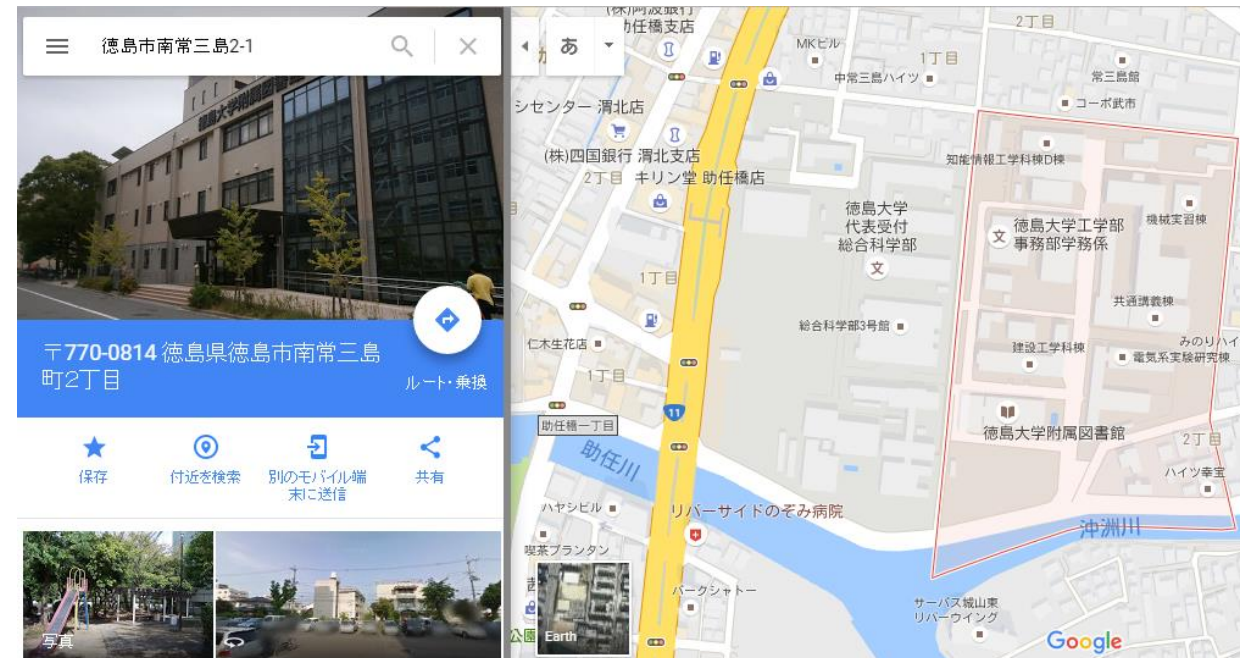 徳島市南常三島2-1
〒770-0814 徳島県徳島市南常三島
町2丁目
ルート・乗換
保存
付近を検索
別のモバイル端
末に送信
共有
写真
あ
(株)阿波銀行
助任橋支店
MKビル
1丁目
2丁目
中常三島ハイツ
常三島館
コーポ武市
シセンター 渭北店
(株)四国銀行 渭北支店
2丁目
キリン堂 助任橋店
知能情報工学科棟D棟
徳島大学
代表受付
総合科学部
文
文
徳島大学工学部
事務部学務係
機械実習棟
1丁目
共通講義棟
総合科学部3号館
仁木生花店
建設工学科棟
みのりハイ
電気系実験研究棟
1丁目
11
助任橋一丁目
徳島大学附属図書館
2丁目
助任川
ハイツ幸宝
ハヤシビル
リバーサイドのぞみ病院
沖洲川
喫茶プランタン
パークシャトー
サーパス城山東
リバーウイング
公園
Earth
Google